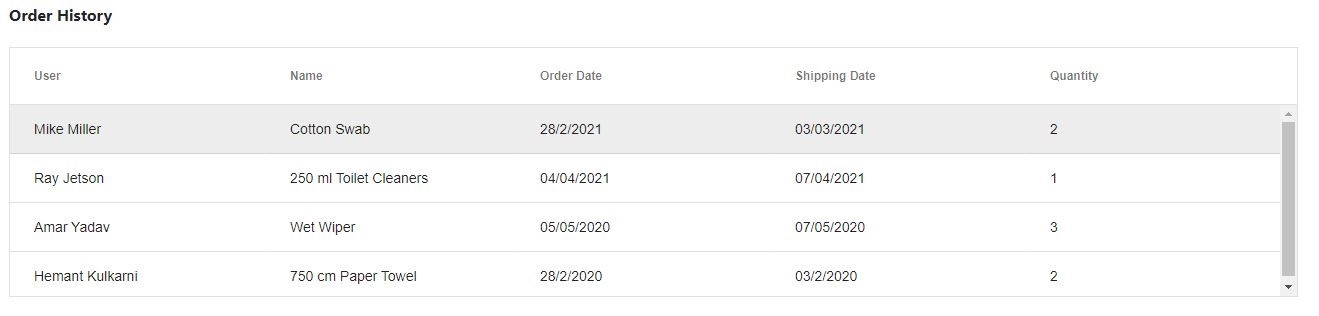 Order History
User Name Order Date Shipping Date Quantity
Mike Miller Cotton Swab 28/2/2021 03/03/2021 2
Ray Jetson 250 ml Toilet Cleaners 04/04/2021 07/04/2021 1
Amar Yadav Wet Wiper 05/05/2020 07/05/2020 3
Hemant Kulkarni 750 cm Paper Towel 28/2/2020 03/2/2020 2